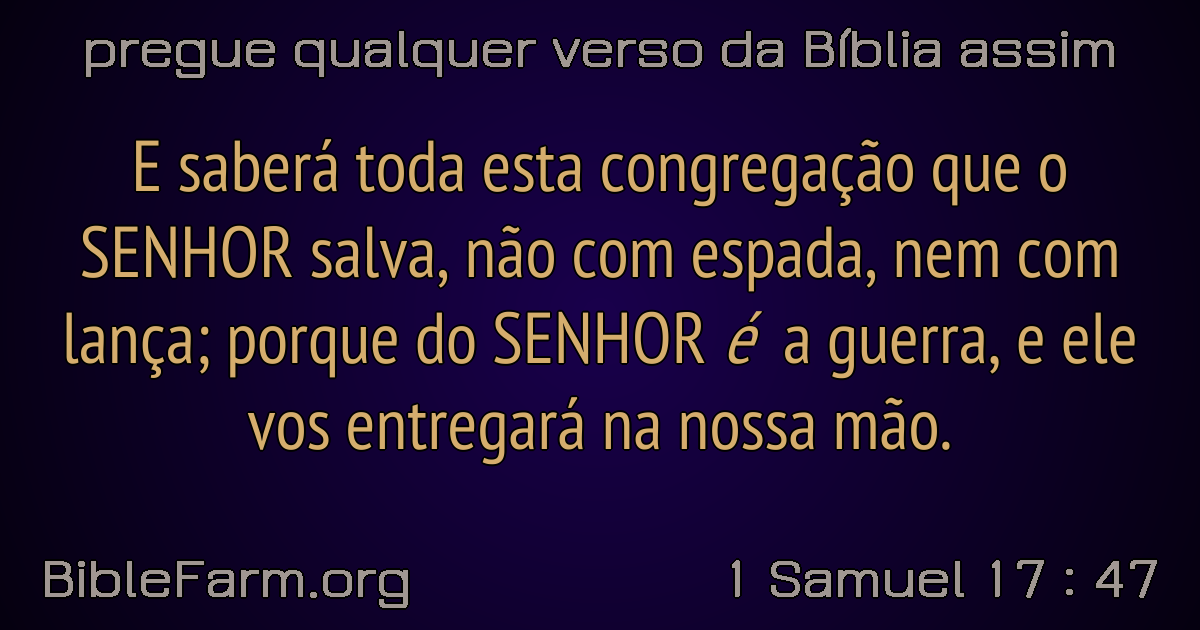 pregue qualquer verso da Bíblia assim
E saberá toda esta congregação que o
SENHOR salva, não com espada, nem com
lança; porque do SENHOR é a guerra, e ele
vos entregará na nossa mão.
BibleFarm.org
1 Samuel 17 : 47